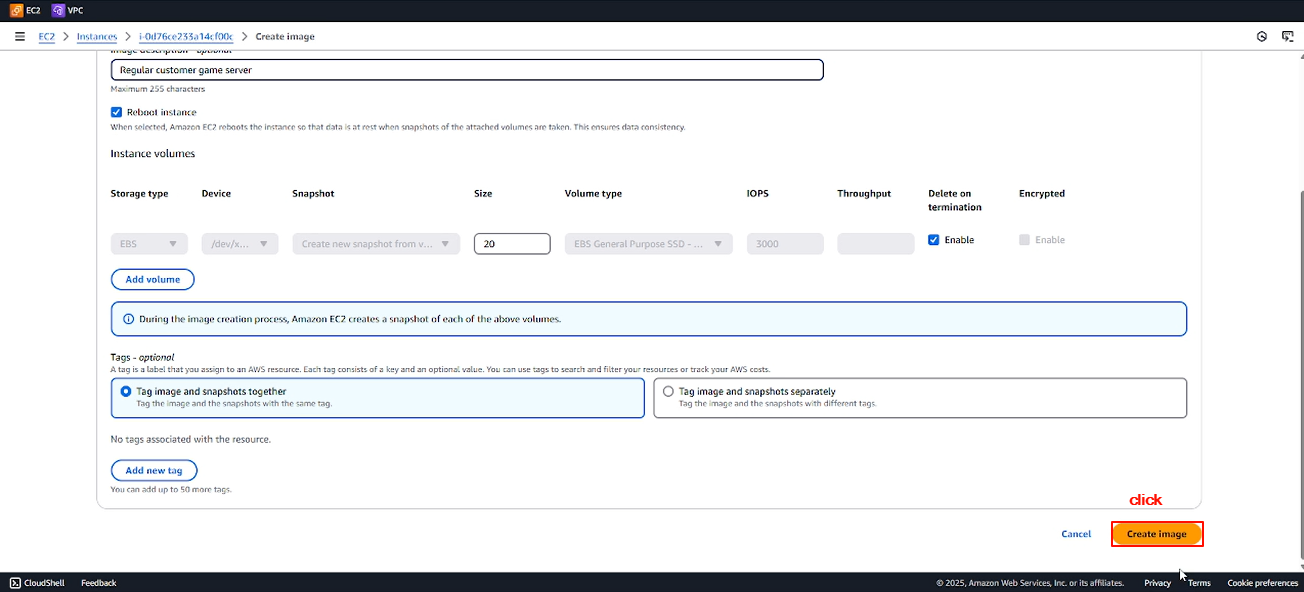 EC2 VPC
EC2 > Instances > i-0d76ce233a14cf00c > Create image
Image description - optional
Regular customer game server
Maximum 255 characters
Reboot instance
When selected, Amazon EC2 reboots the instance so that data is at rest when snapshots of the attached volumes are taken. This ensures data consistency.
Instance volumes
Storage type Device Snapshot Size Volume type IOPS Throughput Delete on termination Encrypted
EBS /dev/x... Create new snapshot from v... 20 EBS General Purpose SSD - ... 3000 Enable Enable
Add volume
During the image creation process, Amazon EC2 creates a snapshot of each of the above volumes.
Tags - optional
A tag is a label that you assign to an AWS resource. Each tag consists of a key and an optional value. You can use tags to search and filter your resources or track your AWS costs.
Tag image and snapshots together
Tag the image and the snapshots with the same tag.
Tag image and snapshots separately
Tag the image and the snapshots with different tags.
No tags associated with the resource.
Add new tag
You can add up to 50 more tags.
click
Cancel Create image
CloudShell Feedback © 2025, Amazon Web Services, Inc. or its affiliates. Privacy Terms Cookie preferences